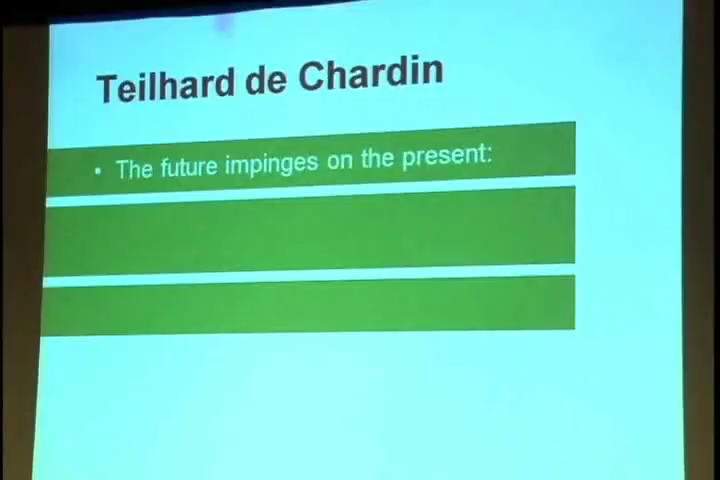 Teilhard de Chardin
• The future impinges on the present: